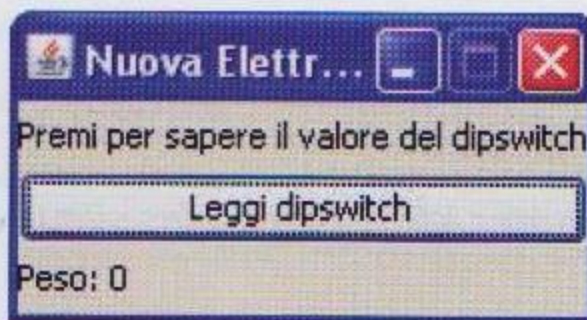 Nuova Elettr...
Premi per sapere il valore del dipswitch
Leggi dipswitch
Peso: 0